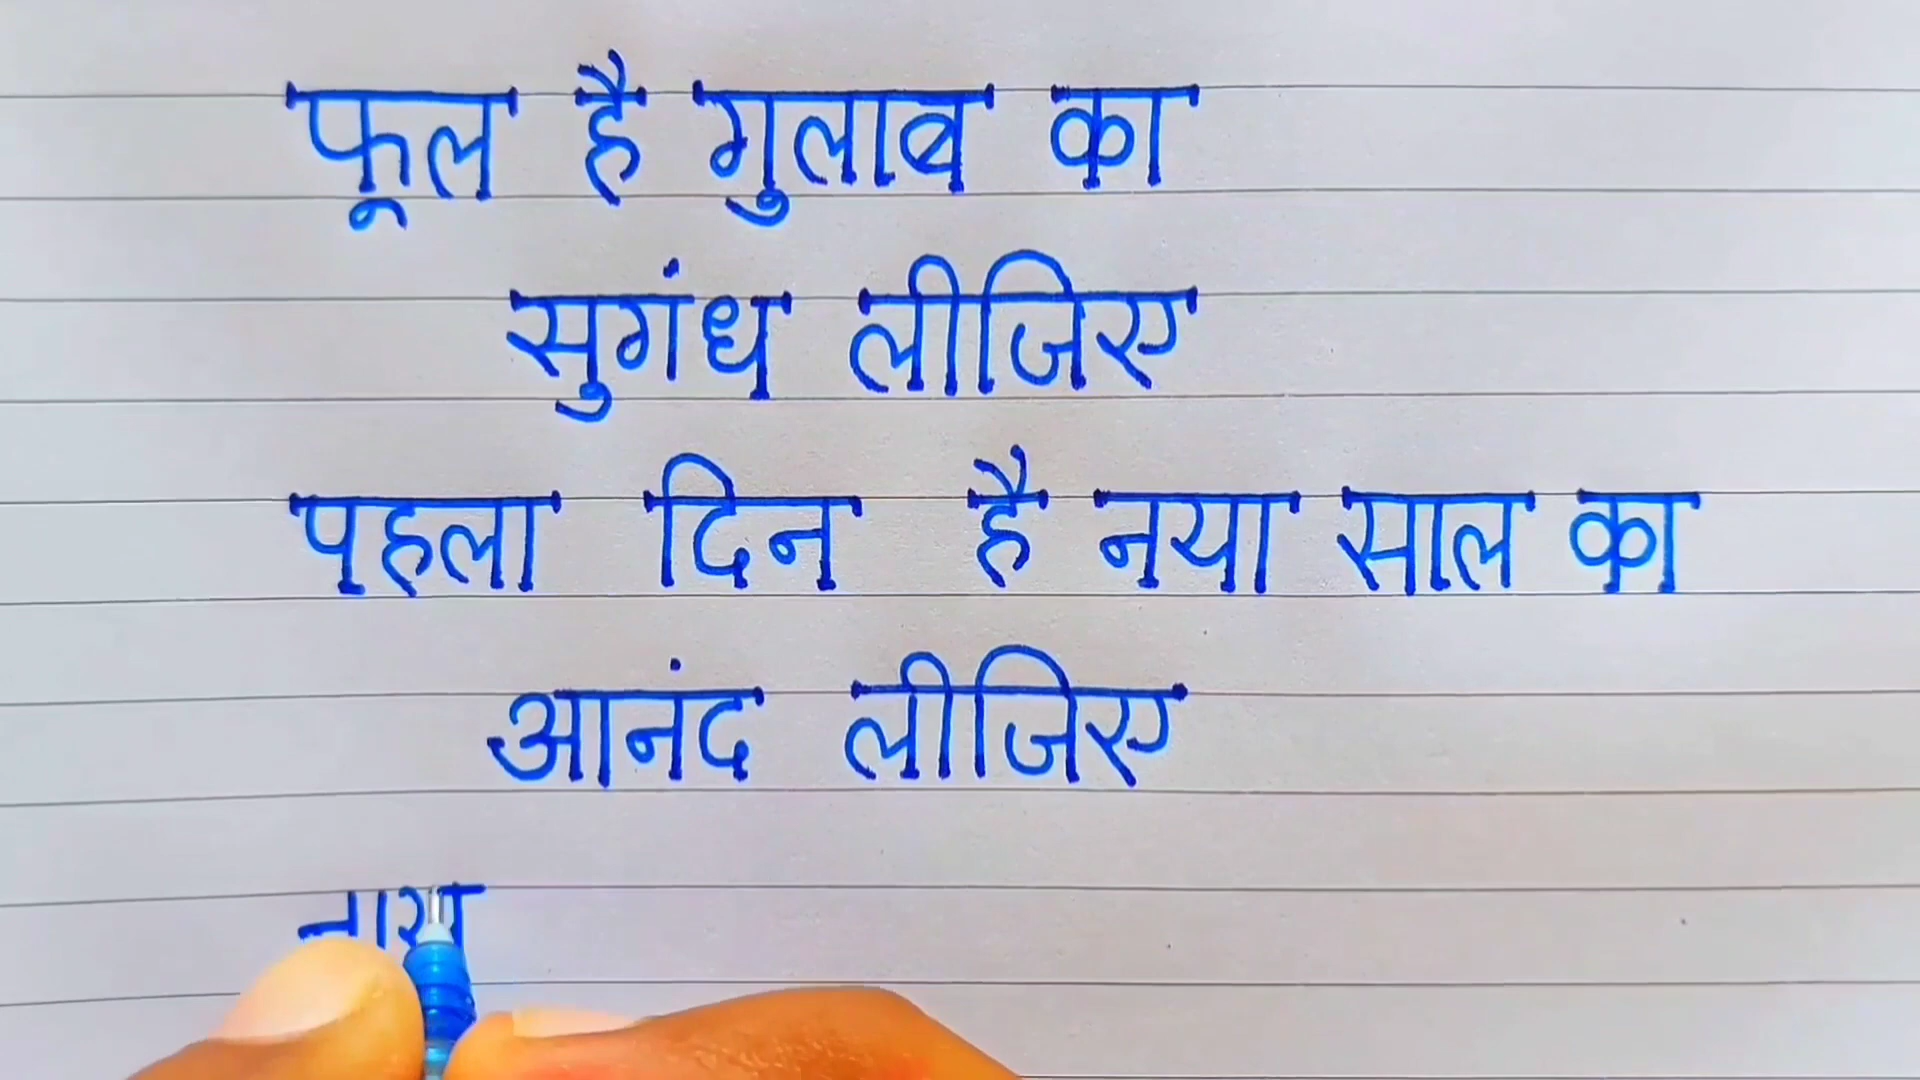 फूल है गुलाब का
सुगंध लीजिए
पहला दिन है नया साल का
आनंद लीजिए